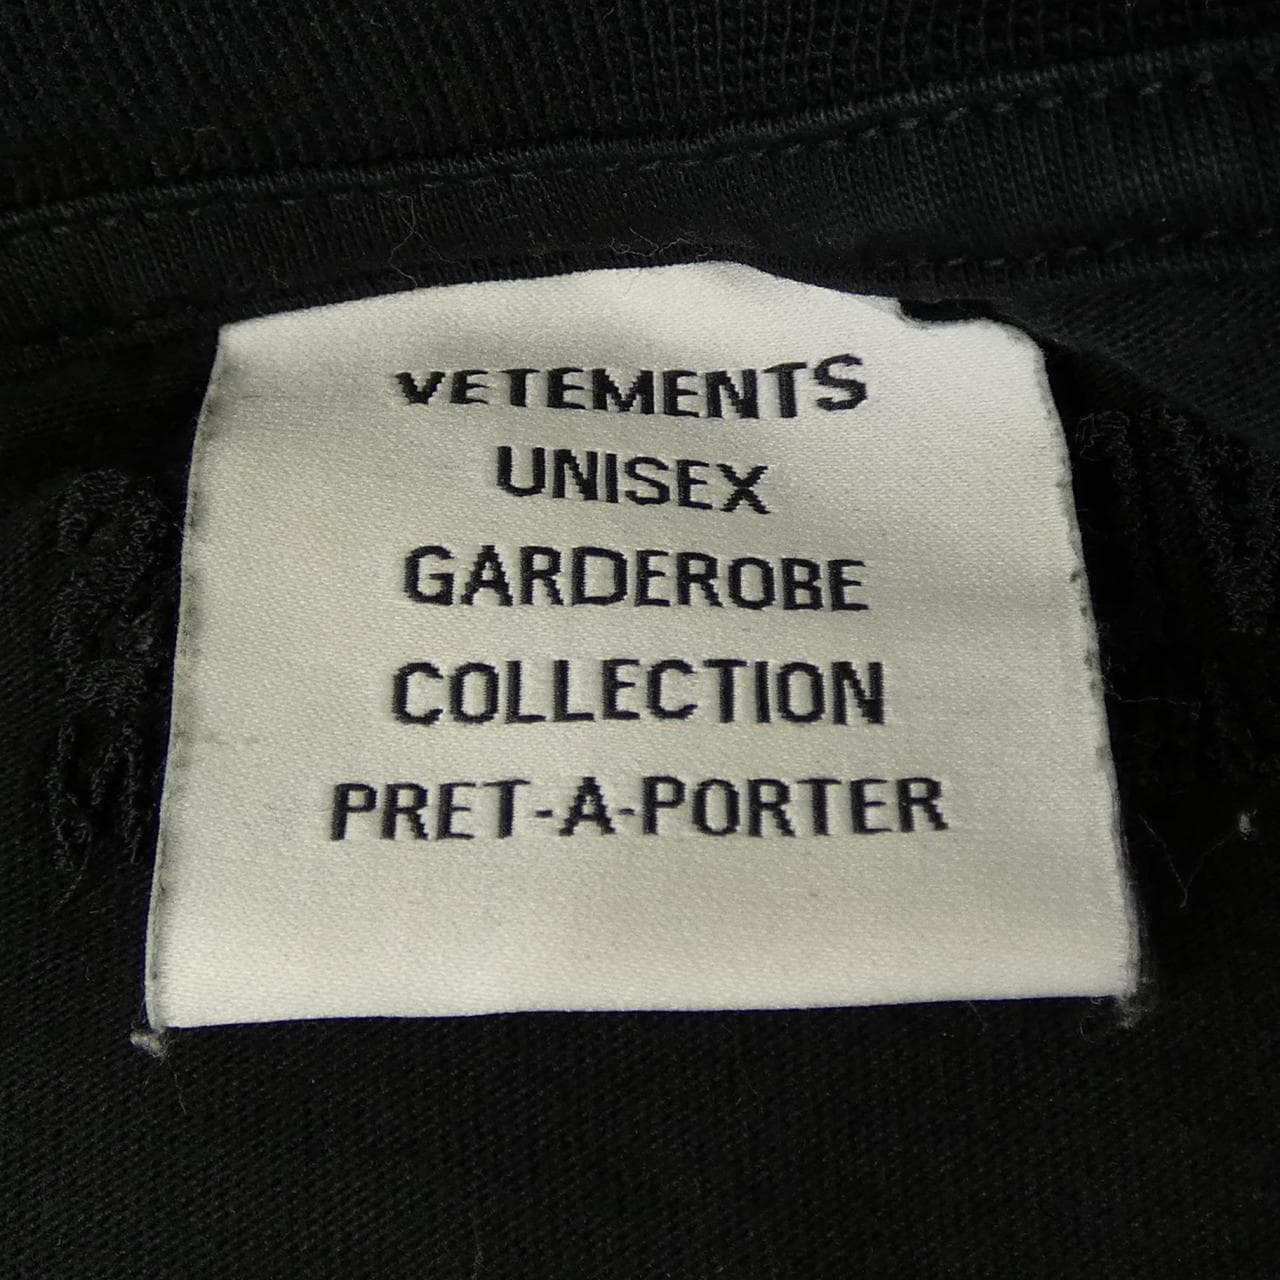 VETEMENTS
UNISEX
GARDEROBE
COLLECTION
PRET-A-PORTER